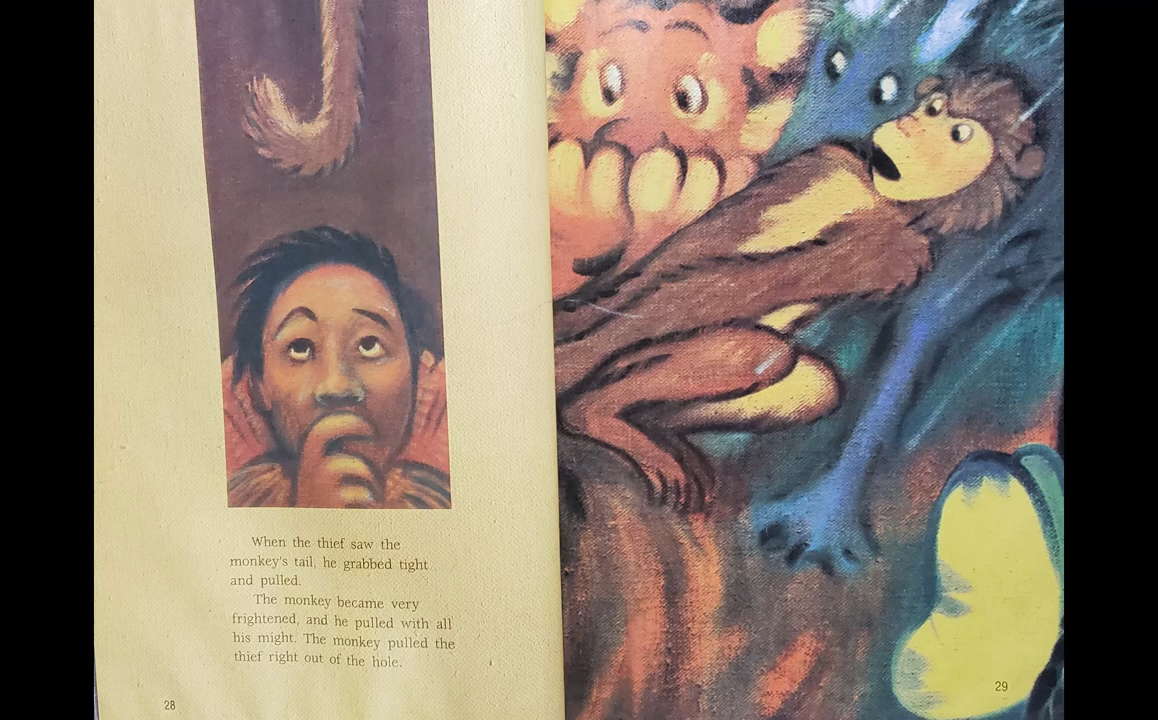 When the thief saw the
monkey's tail, he grabbed tight
and pulled.
The monkey became very
frightened, and he pulled with all
his might. The monkey pulled the
thief right out of the hole.
28
29